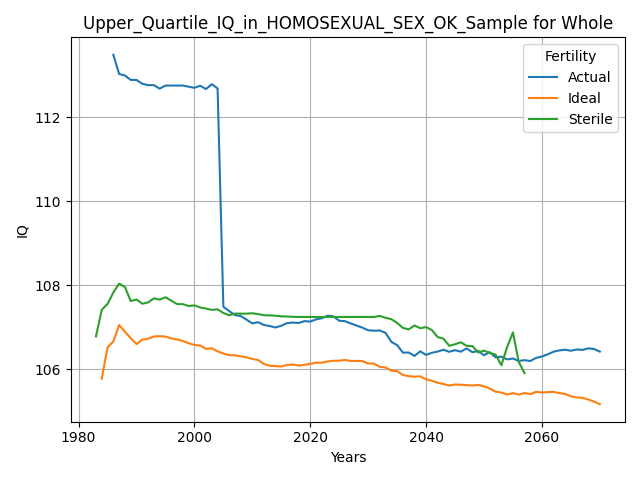 Upper_Quartile_IQ_in_HOMOSEXUAL_SEX_OK_Sample for Whole
Fertility
Actual
Ideal
Sterile
112
110
108
106
IQ
1980
2000
2020
2040
2060
Years